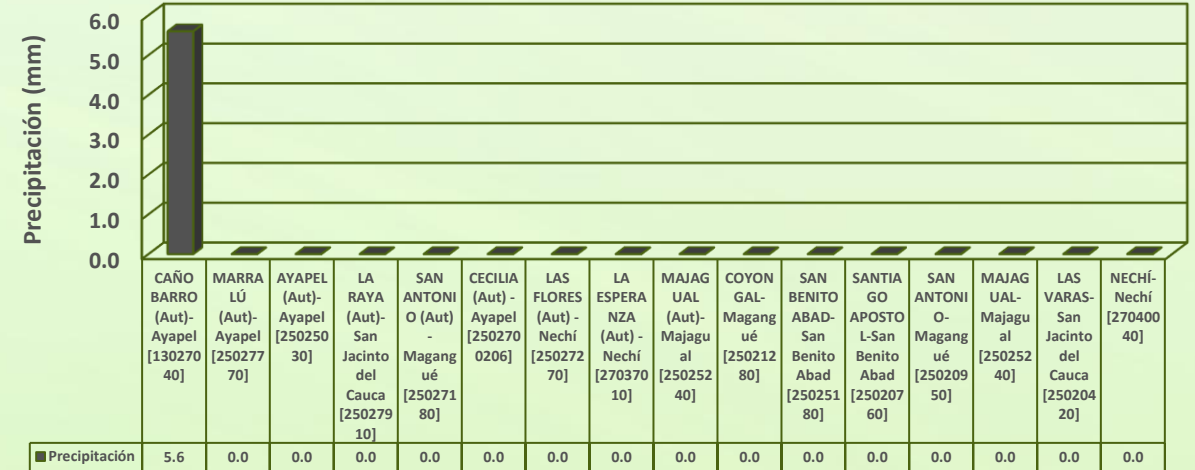 Precipitación (mm)
6.0
5.0
4.0
3.0
2.0
1.0
0.0
CAÑO
BARRO
(Aut)-
Ayapel
[130270
40]
MARRA
LÚ
(Aut)-
Ayapel
[250277
70]
AYAPEL
(Aut)-
Ayapel
[250250
30]
LA
RAYA
(Aut)-
San
Jacinto
del
Cauca
[250279
10]
SAN
ANTONI
O (Aut)
-
Magang
ué
[250271
80]
CECILIA
(Aut) -
Ayapel
[250270
0206]
LAS
FLORES
(Aut) -
Nechí
[250272
70]
LA
ESPERA
NZA
(Aut) -
Nechí
[270370
10]
MAJAG
UAL
(Aut)-
Majagu
al
[250252
40]
COYON
GAL-
Magang
ué
[250212
80]
SAN
BENITO
ABAD-
San
Benito
Abad
[250251
80]
SANTIA
GO
APOSTO
L-San
Benito
Abad
[250207
60]
SAN
ANTONI
O-
Magang
ué
[250209
50]
MAJAG
UAL-
Majagu
al
[250252
40]
LAS
VARAS-
San
Jacinto
del
Cauca
[250204
20]
NECHÍ-
Nechí
[270400
40]
Precipitación 5.6 0.0 0.0 0.0 0.0 0.0 0.0 0.0 0.0 0.0 0.0 0.0 0.0 0.0 0.0 0.0